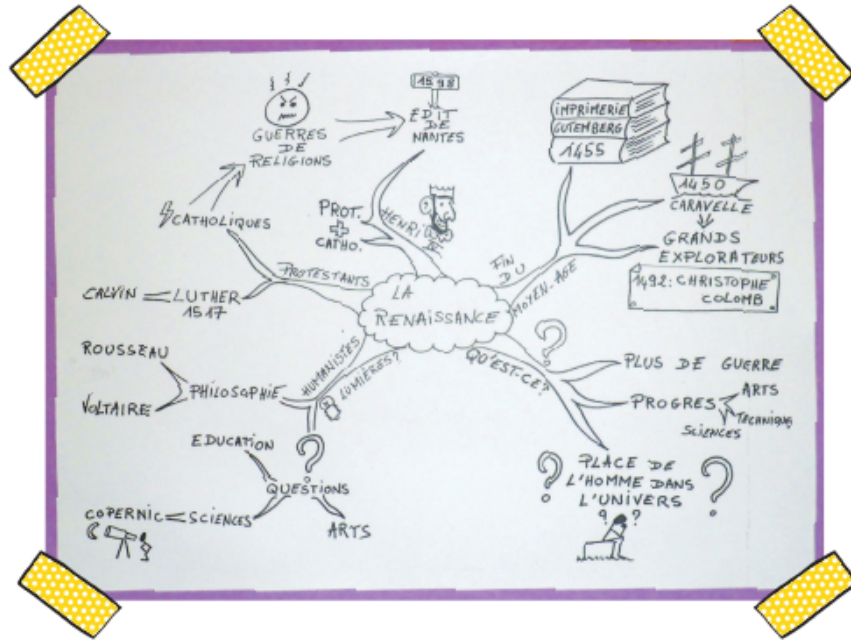 LA
RENAISSANCE
FIN
DU
MOYEN-AGE
IMPRIMERIE
GUTEMBERG
1455
1450
CARAVELLE
GRANDS
EXPLORATEURS
1492: CHRISTOPHE
COLOMB
QU'EST-CE?
?
PLUS DE GUERRE
PROGRES
ARTS
TECHNIQUE
SCIENCES
? PLACE DE ?
L'HOMME DANS
L'UNIVERS
? ?
HUMANISTES
LUMIÈRES?
PHILOSOPHIE
ROUSSEAU
VOLTAIRE
?
QUESTIONS
EDUCATION
SCIENCES
COPERNIC
ARTS
PROTESTANTS
LUTHER
1517
CALVIN
CATHOLIQUES
GUERRES
DE
RELIGIONS
1598
EDIT
DE
NANTES
HENRI
PROT.
+
CATHO.